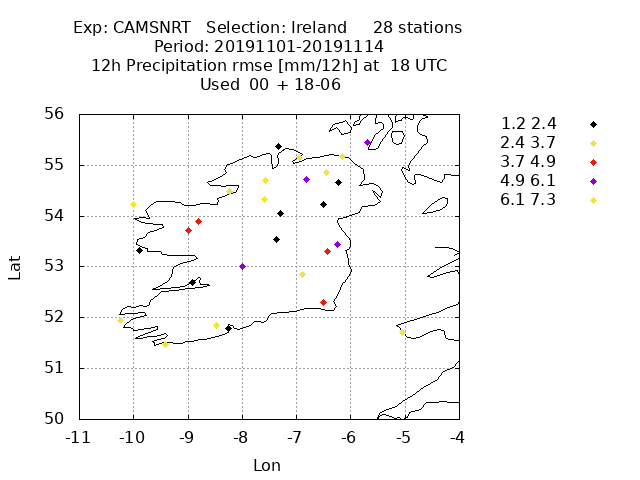 Exp: CAMSNRT   Selection: Ireland     28 stations
Period: 20191101-20191114
12h Precipitation rmse [mm/12h] at  18 UTC
Used  00  + 18-06
56
55
54
53
52
51
50
-11 -10 -9 -8 -7 -6 -5 -4
Lat
Lon
1.2 2.4
2.4 3.7
3.7 4.9
4.9 6.1
6.1 7.3